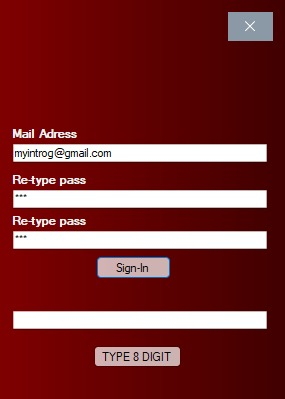 Mail Adress
myintrog@gmail.com
Re-type pass
***
Re-type pass
***
Sign-In
TYPE 8 DIGIT